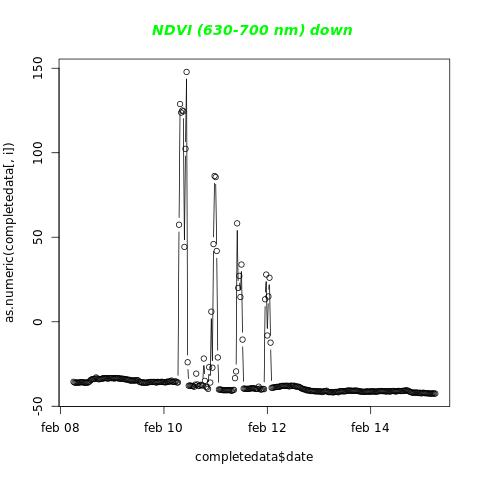 NDVI (630-700 nm) down
as.numeric(completedata[, i])
150
100
50
0
-50
feb 08
feb 10
feb 12
feb 14
completedata$date